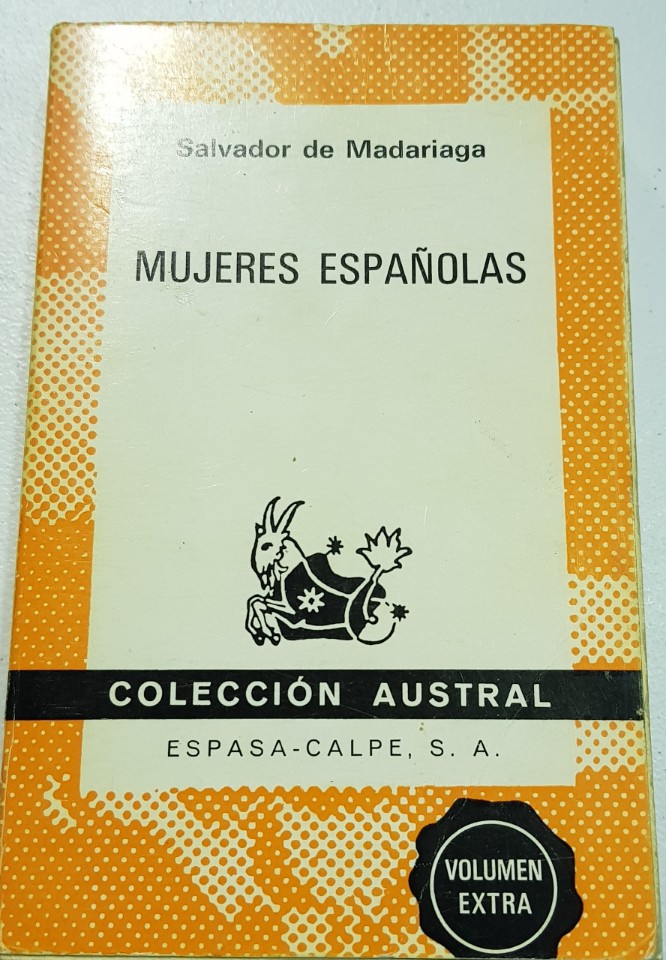 Salvador de Madariaga
MUJERES ESPAÑOLAS
COLECCIÓN AUSTRAL
ESPASA-CALPE, S. A.
VOLUMEN
EXTRA